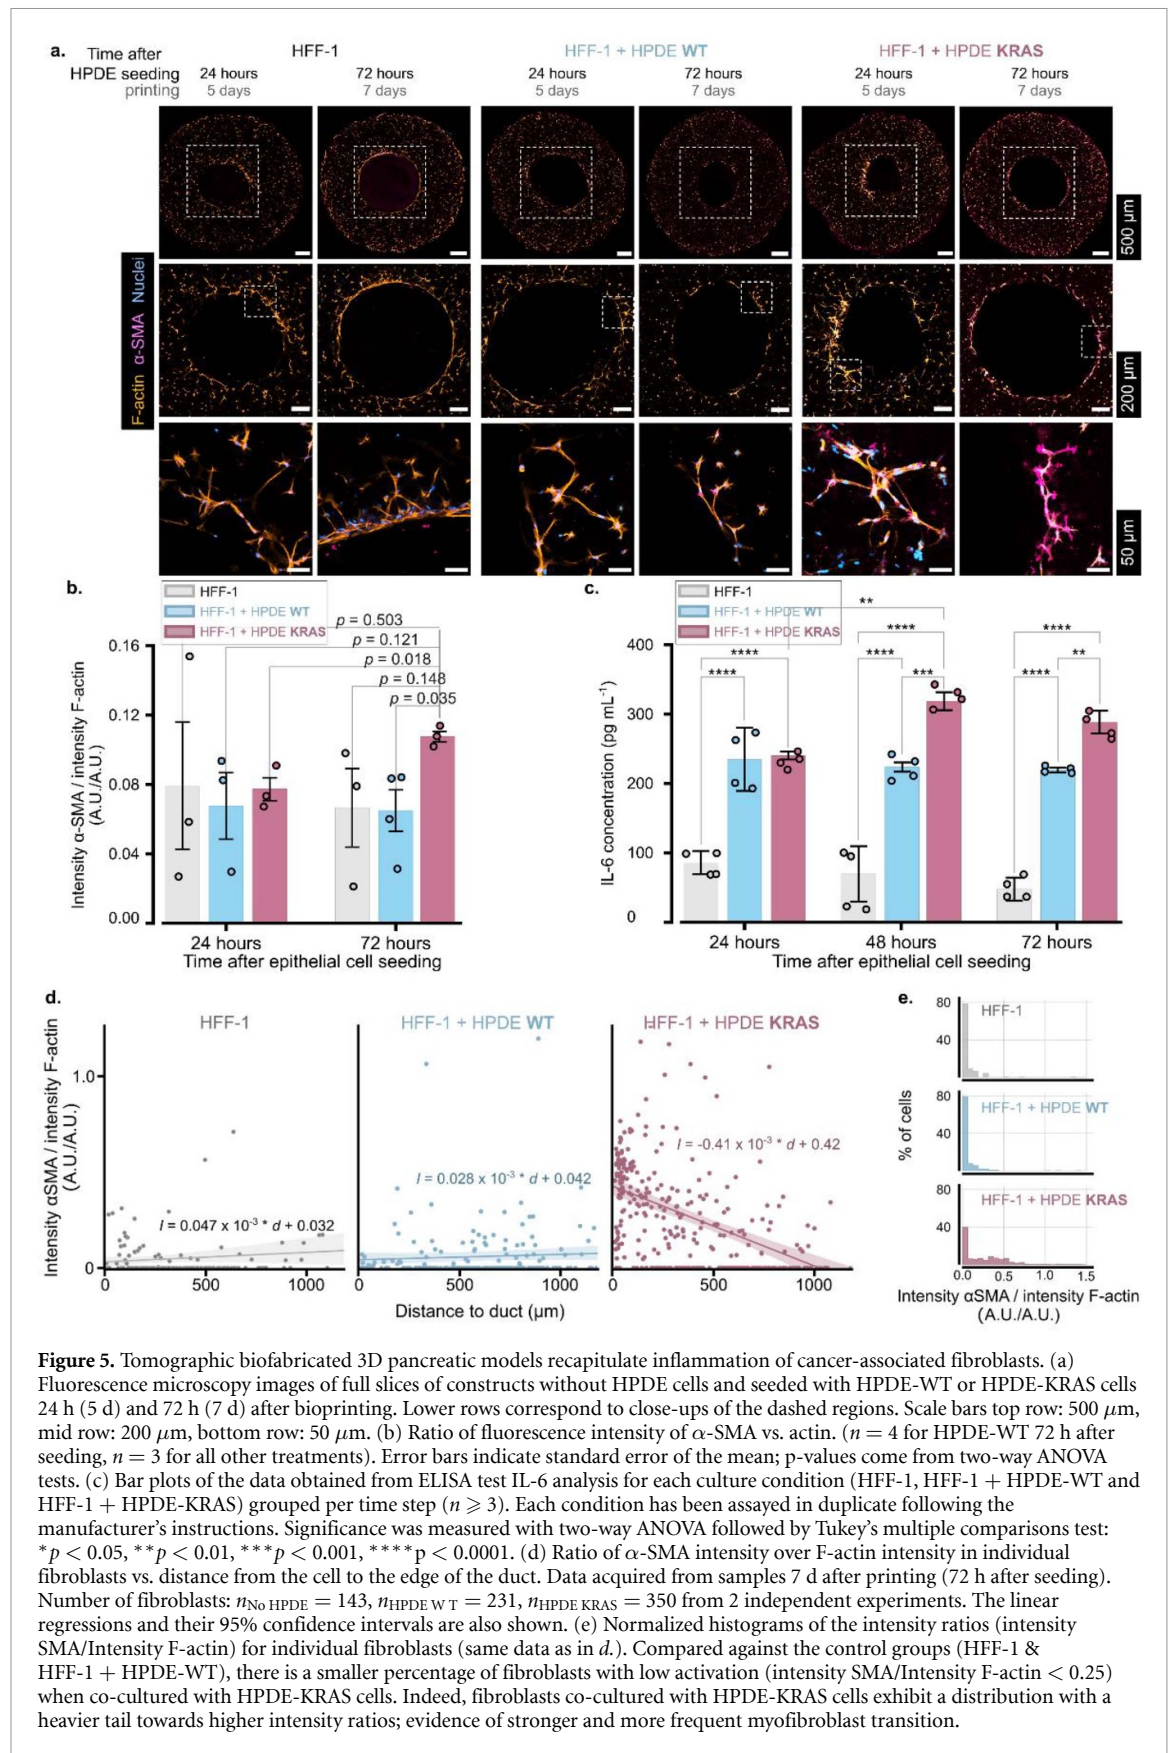 a. Time after HFF-1 HFF-1 + HPDE WT HFF-1 + HPDE KRAS
HPDE seeding 24 hours 72 hours 24 hours 72 hours 24 hours 72 hours
printing 5 days 7 days 5 days 7 days 5 days 7 days
F-actin α-SMA Nuclei
500 µm
200 µm
50 µm
b.
HFF-1
HFF-1 + HPDE WT
HFF-1 + HPDE KRAS
p = 0.503
p = 0.121
p = 0.018
p = 0.148
p = 0.035
Intensity α-SMA / intensity F-actin
(A.U./A.U.)
0.16
0.12
0.08
0.04
0.00
24 hours 72 hours
Time after epithelial cell seeding
c.
HFF-1
HFF-1 + HPDE WT
HFF-1 + HPDE KRAS
**
**** ****
**** **** **
**** *** ****
IL-6 concentration (pg mL⁻¹)
400
300
200
100
0
24 hours 48 hours 72 hours
Time after epithelial cell seeding
d.
HFF-1 HFF-1 + HPDE WT HFF-1 + HPDE KRAS
Intensity αSMA / intensity F-actin
(A.U./A.U.)
1.0
0
I = 0.047 x 10⁻³ * d + 0.032
I = 0.028 x 10⁻³ * d + 0.042
I = -0.41 x 10⁻³ * d + 0.42
0 500 1000 0 500 1000 0 500 1000
Distance to duct (µm)
e.
% of cells
80 HFF-1
40
80 HFF-1 + HPDE WT
40
80 HFF-1 + HPDE KRAS
40
0.0 0.5 1.0 1.5
Intensity αSMA / intensity F-actin
(A.U./A.U.)
Figure 5. Tomographic biofabricated 3D pancreatic models recapitulate inflammation of cancer-associated fibroblasts. (a)
Fluorescence microscopy images of full slices of constructs without HPDE cells and seeded with HPDE-WT or HPDE-KRAS cells
24 h (5 d) and 72 h (7 d) after bioprinting. Lower rows correspond to close-ups of the dashed regions. Scale bars top row: 500 µm,
mid row: 200 µm, bottom row: 50 µm. (b) Ratio of fluorescence intensity of α-SMA vs. actin. (n = 4 for HPDE-WT 72 h after
seeding, n = 3 for all other treatments). Error bars indicate standard error of the mean; p-values come from two-way ANOVA
tests. (c) Bar plots of the data obtained from ELISA test IL-6 analysis for each culture condition (HFF-1, HFF-1 + HPDE-WT and
HFF-1 + HPDE-KRAS) grouped per time step (n ⩾ 3). Each condition has been assayed in duplicate following the
manufacturer's instructions. Significance was measured with two-way ANOVA followed by Tukey's multiple comparisons test:
*p < 0.05, **p < 0.01, ***p < 0.001, ****p < 0.0001. (d) Ratio of α-SMA intensity over F-actin intensity in individual
fibroblasts vs. distance from the cell to the edge of the duct. Data acquired from samples 7 d after printing (72 h after seeding).
Number of fibroblasts: nNo HPDE = 143, nHPDE W T = 231, nHPDE KRAS = 350 from 2 independent experiments. The linear
regressions and their 95% confidence intervals are also shown. (e) Normalized histograms of the intensity ratios (intensity
SMA/Intensity F-actin) for individual fibroblasts (same data as in d.). Compared against the control groups (HFF-1 &
HFF-1 + HPDE-WT), there is a smaller percentage of fibroblasts with low activation (intensity SMA/Intensity F-actin < 0.25)
when co-cultured with HPDE-KRAS cells. Indeed, fibroblasts co-cultured with HPDE-KRAS cells exhibit a distribution with a
heavier tail towards higher intensity ratios; evidence of stronger and more frequent myofibroblast transition.